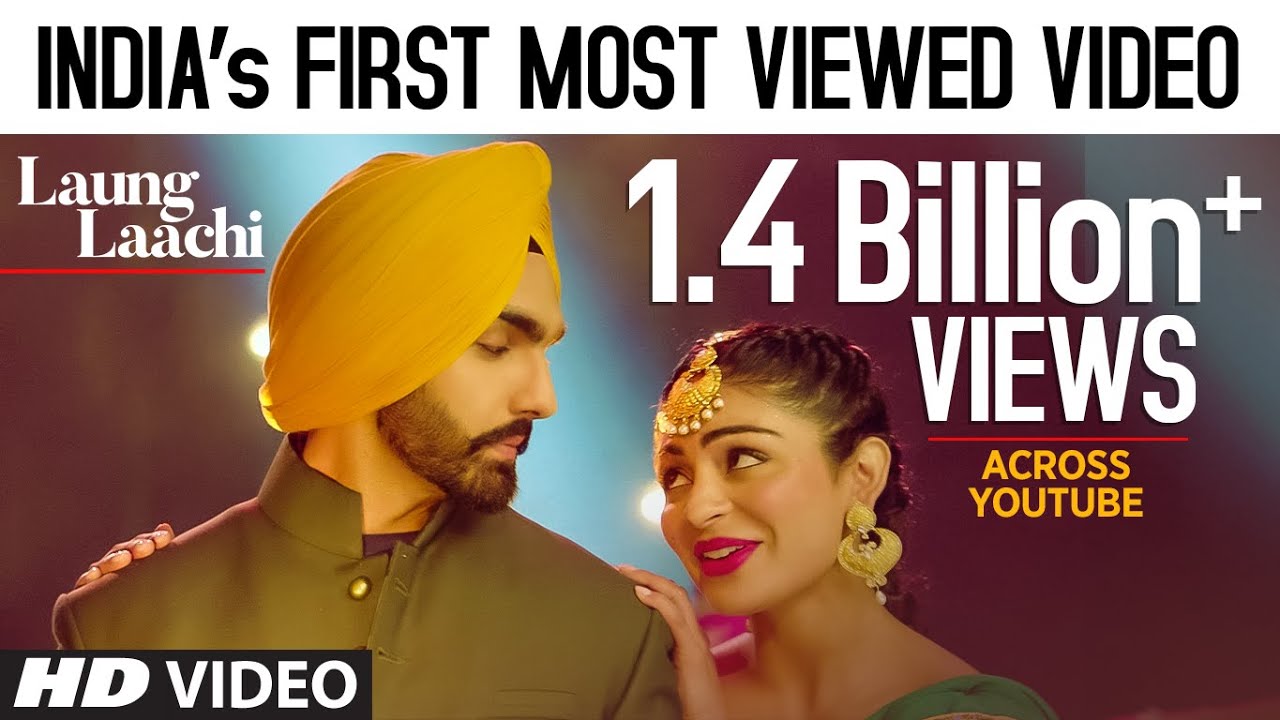 INDIA's FIRST MOST VIEWED VIDEO
Laung
Laachi
1.4 Billion+
VIEWS
ACROSS
YOUTUBE
HD VIDEO